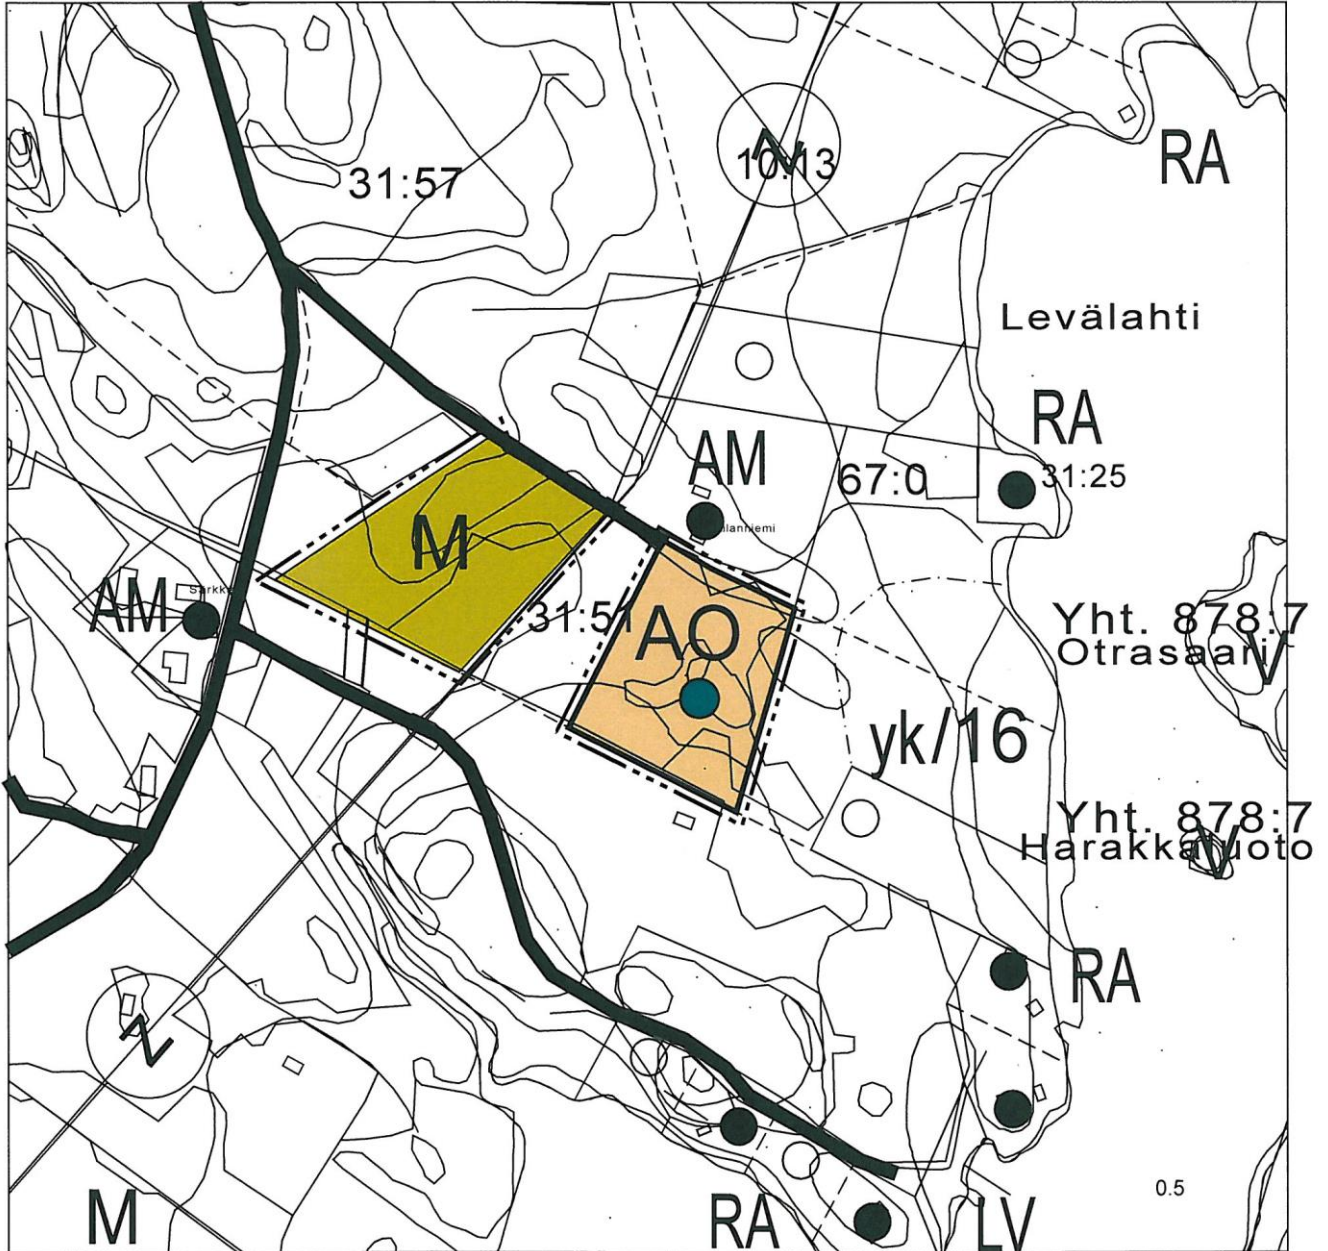 RA
10:13
31:57
Levälahti
RA
AM
67:0
31:25
M
Yht. 878:7
Otrasaari
V
AM
31:51
AO
yk/16
Yht. 878:7
Harakkaluoto
V
RA
Z
Z
0.5
M
RA
LV